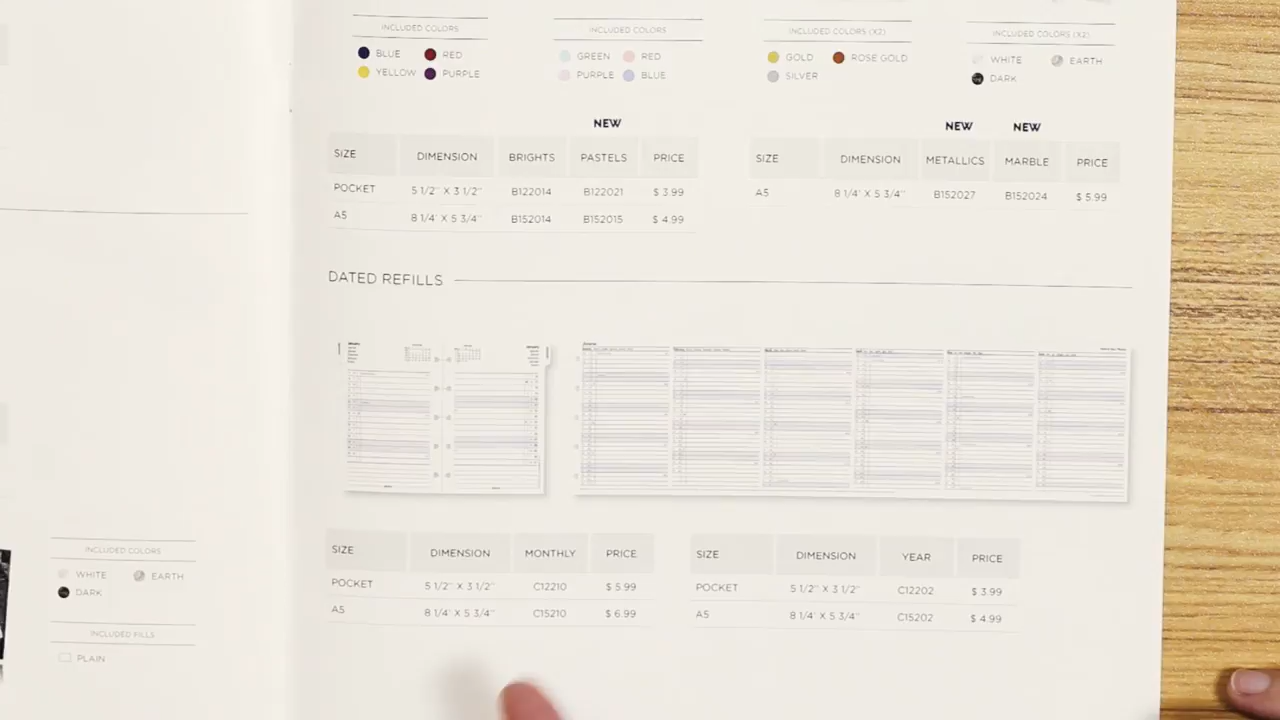 INCLUDED COLORS
BLUE RED
YELLOW PURPLE
INCLUDED COLORS
GREEN RED
PURPLE BLUE
INCLUDED COLORS (X2)
GOLD ROSE GOLD
SILVER
INCLUDED COLORS (X2)
WHITE EARTH
DARK
NEW
SIZE DIMENSION BRIGHTS PASTELS PRICE
POCKET 5 1/2" X 3 1/2" B122014 B122021 $ 3.99
A5 8 1/4" X 5 3/4" B152014 B152015 $ 4.99
NEW NEW
SIZE DIMENSION METALLICS MARBLE PRICE
A5 8 1/4" X 5 3/4" B152027 B152024 $ 5.99
DATED REFILLS
SIZE DIMENSION MONTHLY PRICE
POCKET 5 1/2" X 3 1/2" C12210 $ 5.99
A5 8 1/4" X 5 3/4" C15210 $ 6.99
SIZE DIMENSION YEAR PRICE
POCKET 5 1/2" X 3 1/2" C12202 $ 3.99
A5 8 1/4" X 5 3/4" C15202 $ 4.99
INCLUDED COLORS
WHITE EARTH
DARK
INCLUDED FILLS
PLAIN